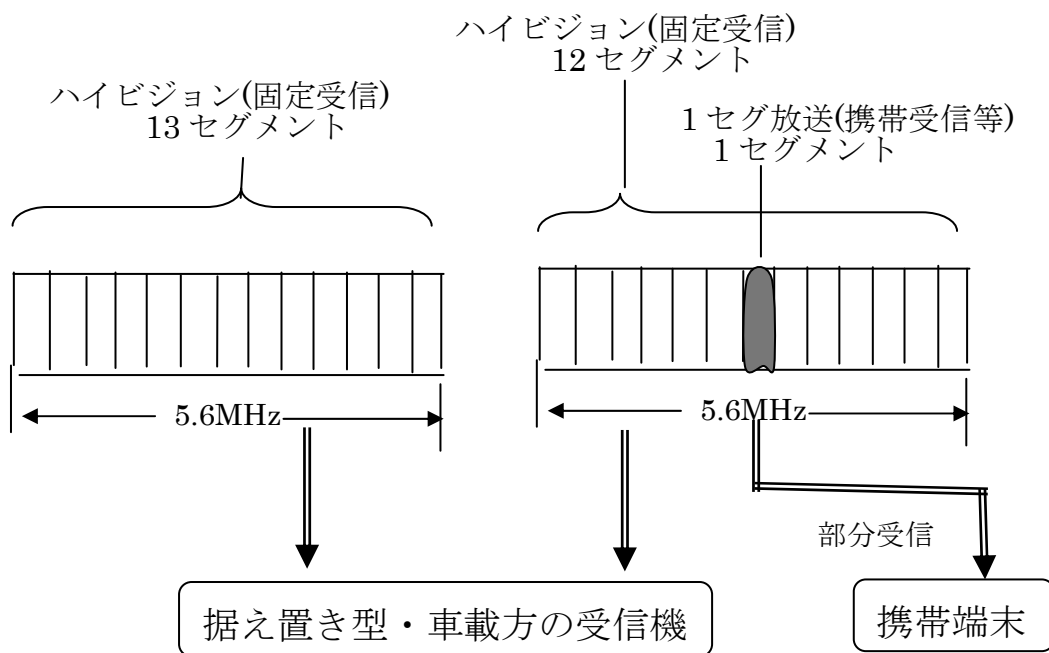 ハイビジョン(固定受信)
12 セグメント
ハイビジョン(固定受信)
13 セグメント
1 セグ放送(携帯受信等)
1 セグメント
5.6MHz
5.6MHz
部分受信
据え置き型・車載方の受信機
携帯端末